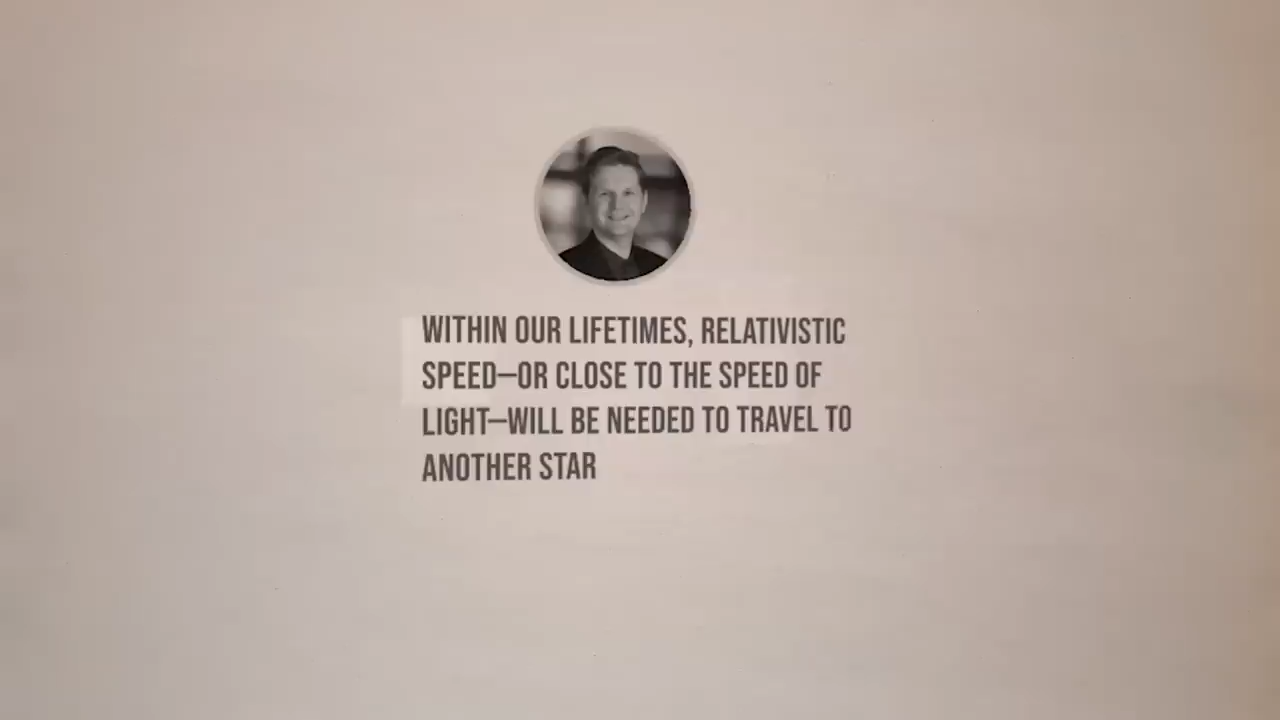 WITHIN OUR LIFETIMES, RELATIVISTIC
SPEED—OR CLOSE TO THE SPEED OF
LIGHT—WILL BE NEEDED TO TRAVEL TO
ANOTHER STAR